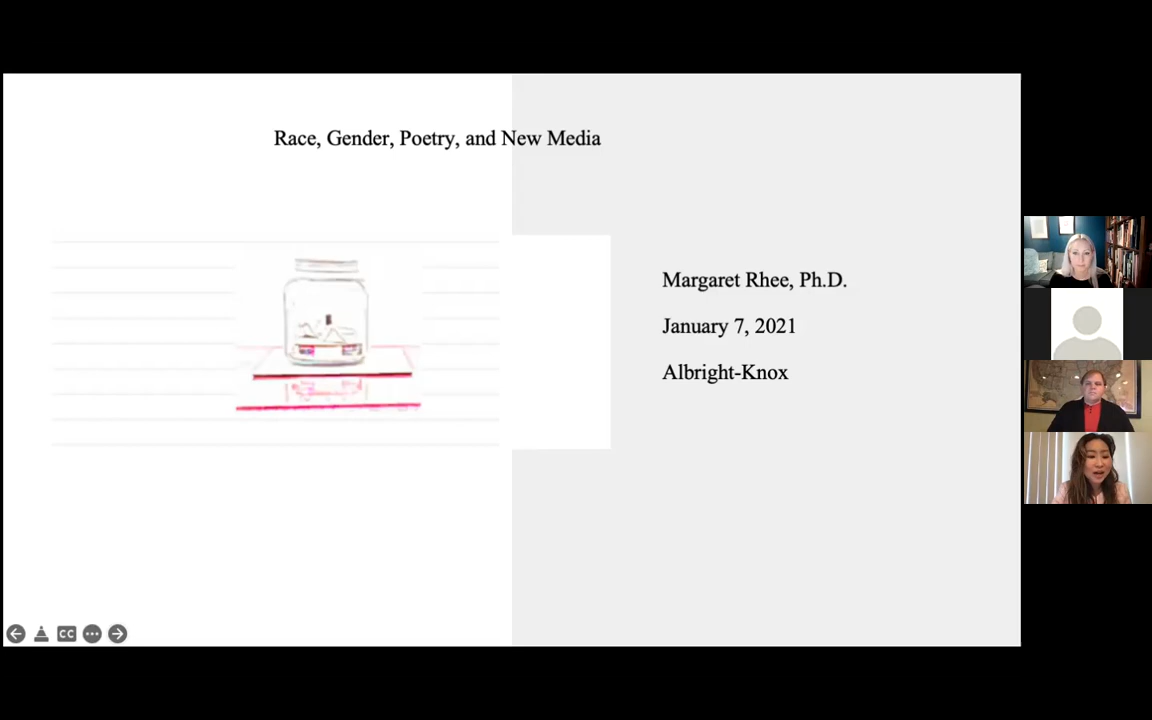 Race, Gender, Poetry, and New Media
Margaret Rhee, Ph.D.
January 7, 2021
Albright-Knox
CC